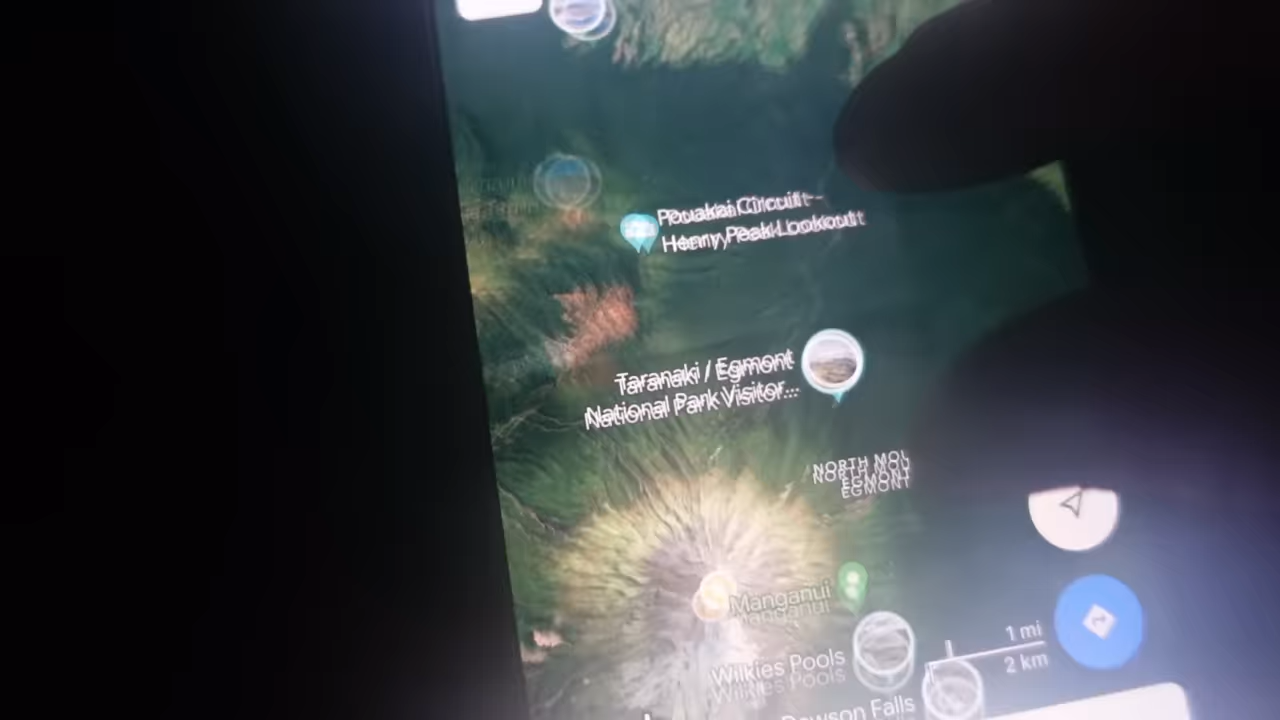 Pouakai Circuit -
Henry Peak Lookout
Taranaki / Egmont
National Park Visitor...
NORTH MOU
EGMONT
Manganui
Wilkies Pools
1 mi
2 km
Dawson Falls